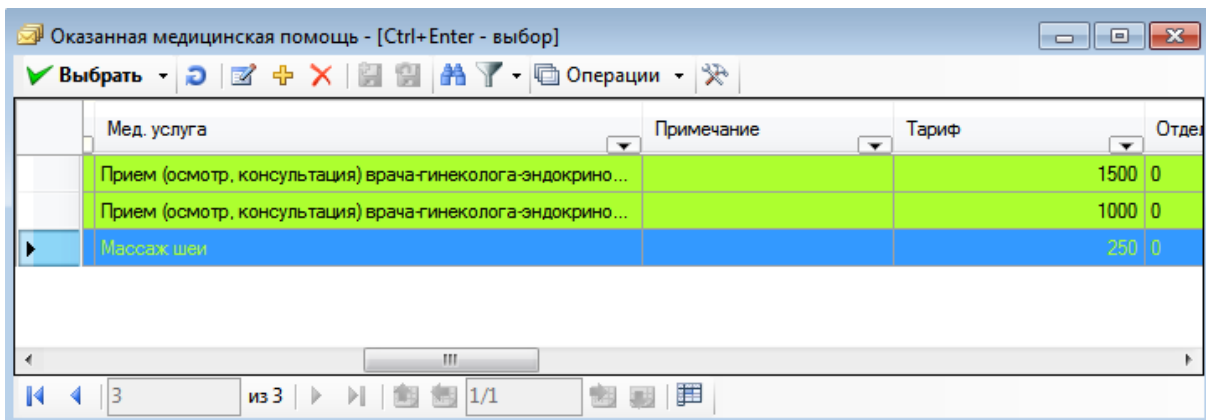 Оказанная медицинская помощь - [Ctrl+Enter - выбор]
Выбрать Операции
Мед. услуга Примечание Тариф Отдел
Прием (осмотр, консультация) врача-гинеколога-эндокрино... 1500 0
Прием (осмотр, консультация) врача-гинеколога-эндокрино... 1000 0
Массаж шеи 250 0
3 из 3 1/1